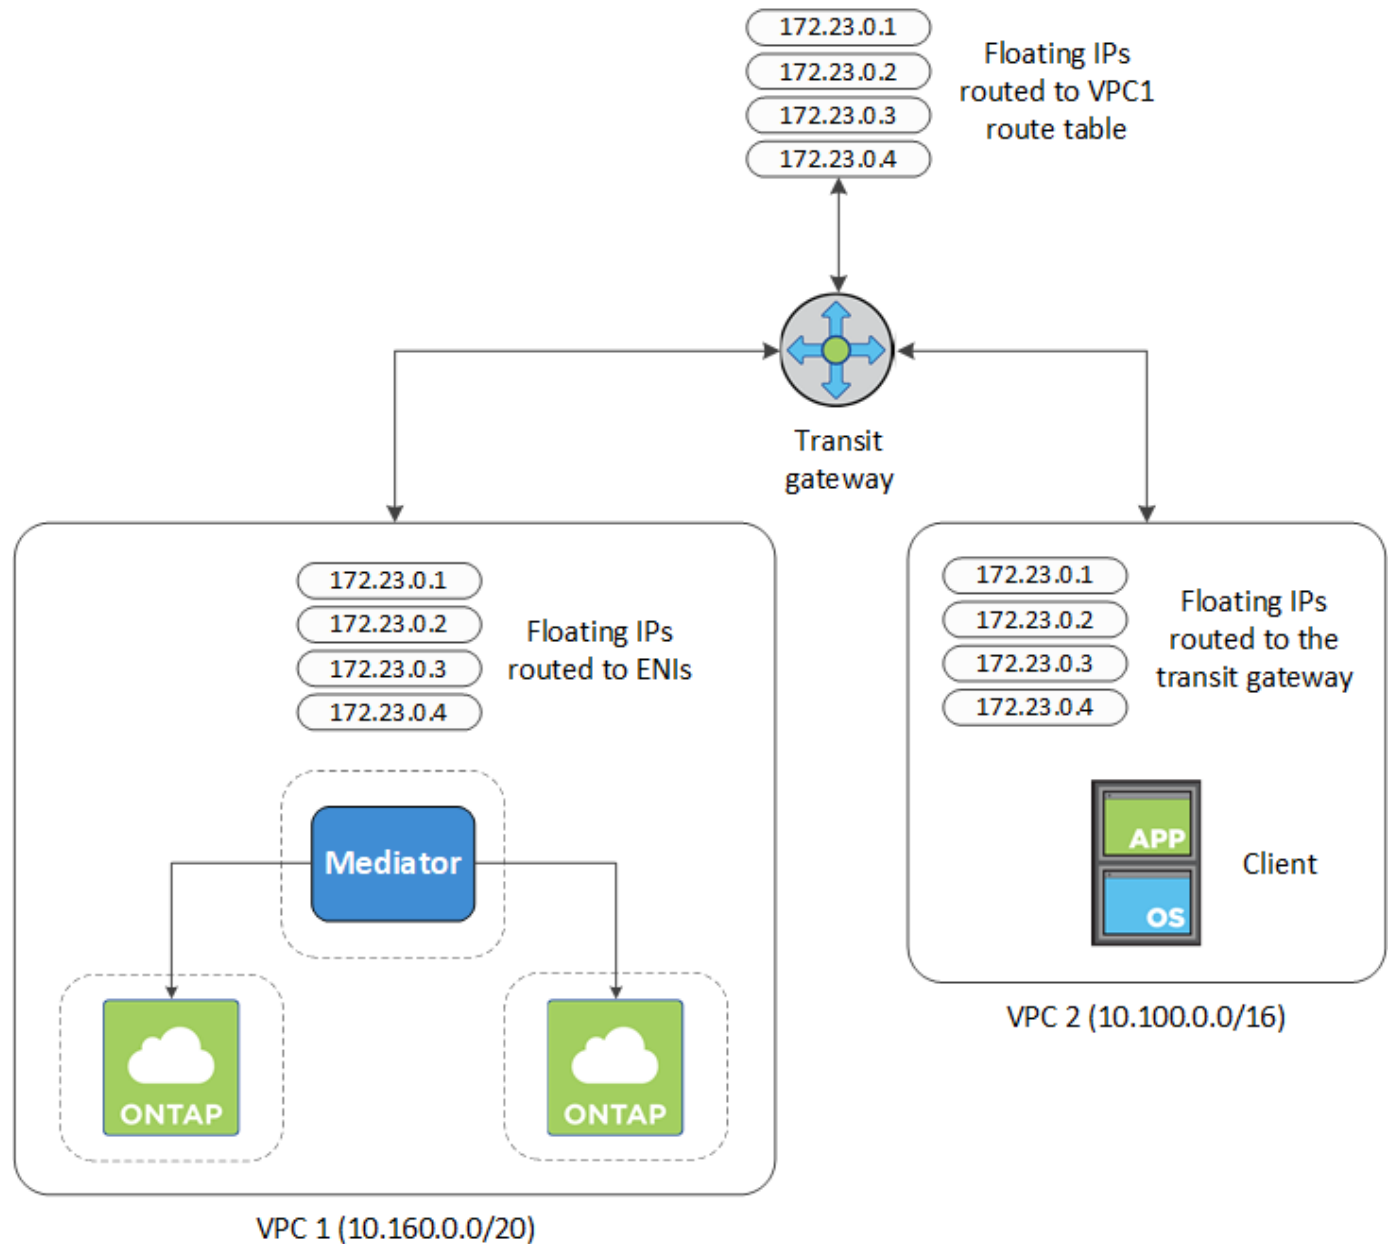 172.23.0.1
172.23.0.2
172.23.0.3
172.23.0.4
Floating IPs
routed to VPC1
route table
Transit
gateway
172.23.0.1
172.23.0.2
172.23.0.3
172.23.0.4
Floating IPs
routed to ENIs
Mediator
ONTAP
ONTAP
VPC 1 (10.160.0.0/20)
172.23.0.1
172.23.0.2
172.23.0.3
172.23.0.4
Floating IPs
routed to the
transit gateway
APP
OS
Client
VPC 2 (10.100.0.0/16)